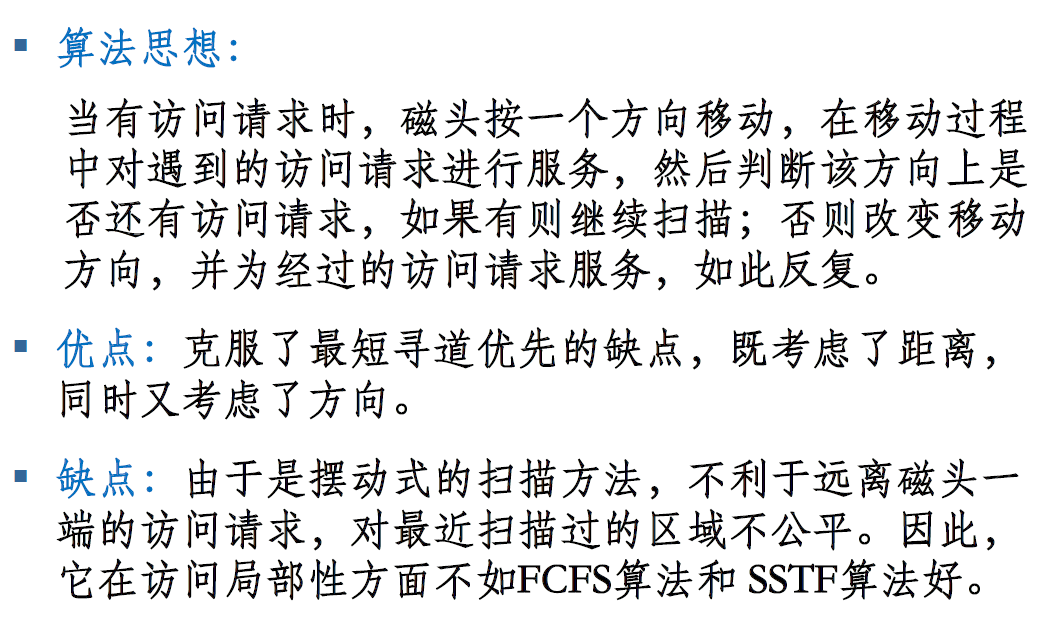 ▪ 算法思想：
当有访问请求时，磁头按一个方向移动，在移动过程
中对遇到的访问请求进行服务，然后判断该方向上是
否还有访问请求，如果有则继续扫描；否则改变移动
方向，并为经过的访问请求服务，如此反复。
▪ 优点：克服了最短寻道优先的缺点，既考虑了距离，
同时又考虑了方向。
▪ 缺点：由于是摆动式的扫描方法，不利于远离磁头一
端的访问请求，对最近扫描过的区域不公平。因此，
它在访问局部性方面不如FCFS算法和 SSTF算法好。